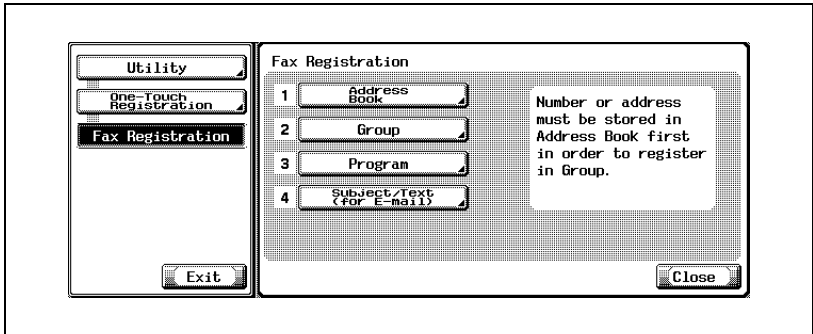 Utility
One-Touch
Registration
Fax Registration
Exit
Fax Registration
1 Address
Book
2 Group
3 Program
4 Subject/Text
(for E-mail)
Number or address
must be stored in
Address Book first
in order to register
in Group.
Close